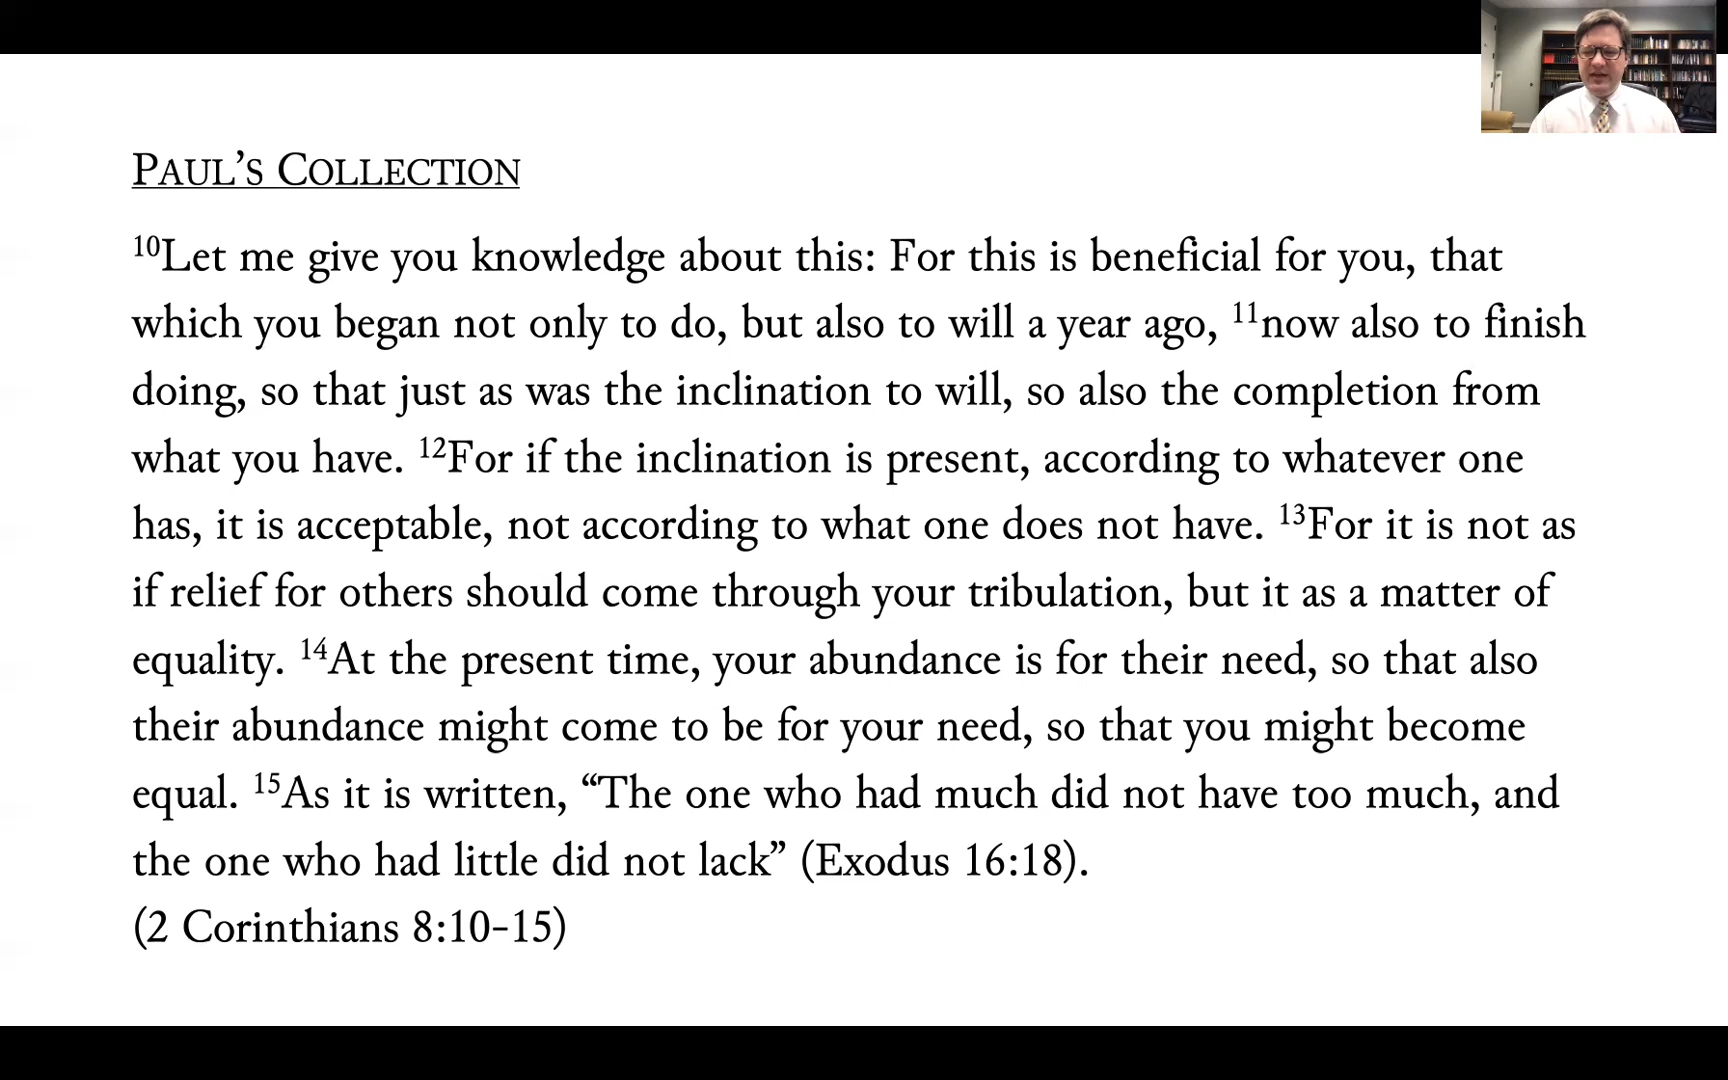 PAUL’S COLLECTION
¹⁰Let me give you knowledge about this: For this is beneficial for you, that
which you began not only to do, but also to will a year ago, ¹¹now also to finish
doing, so that just as was the inclination to will, so also the completion from
what you have. ¹²For if the inclination is present, according to whatever one
has, it is acceptable, not according to what one does not have. ¹³For it is not as
if relief for others should come through your tribulation, but it as a matter of
equality. ¹⁴At the present time, your abundance is for their need, so that also
their abundance might come to be for your need, so that you might become
equal. ¹⁵As it is written, “The one who had much did not have too much, and
the one who had little did not lack” (Exodus 16:18).
(2 Corinthians 8:10-15)